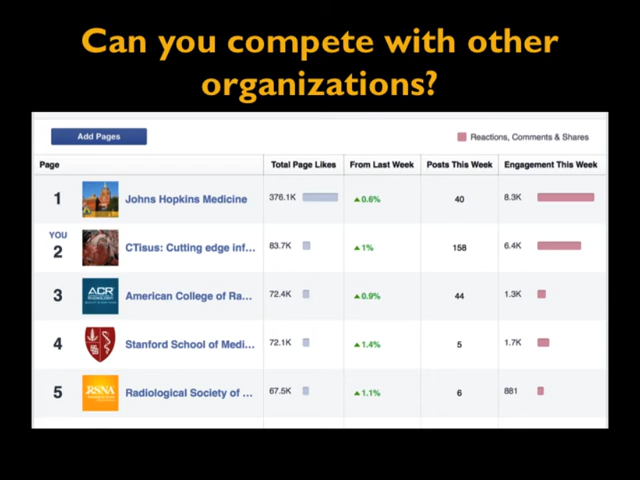 Can you compete with other
organizations?
Add Pages
Reactions, Comments & Shares
Page Total Page Likes From Last Week Posts This Week Engagement This Week
1 Johns Hopkins Medicine 376.1K ▲0.6% 40 8.3K
YOU
2 CTisus: Cutting edge inf... 83.7K ▲1% 158 6.4K
3 ACR American College of Ra... 72.4K ▲0.9% 44 1.3K
4 Stanford School of Medi... 72.1K ▲1.4% 5 1.7K
5 RSNA Radiological Society of ... 67.5K ▲1.1% 6 881